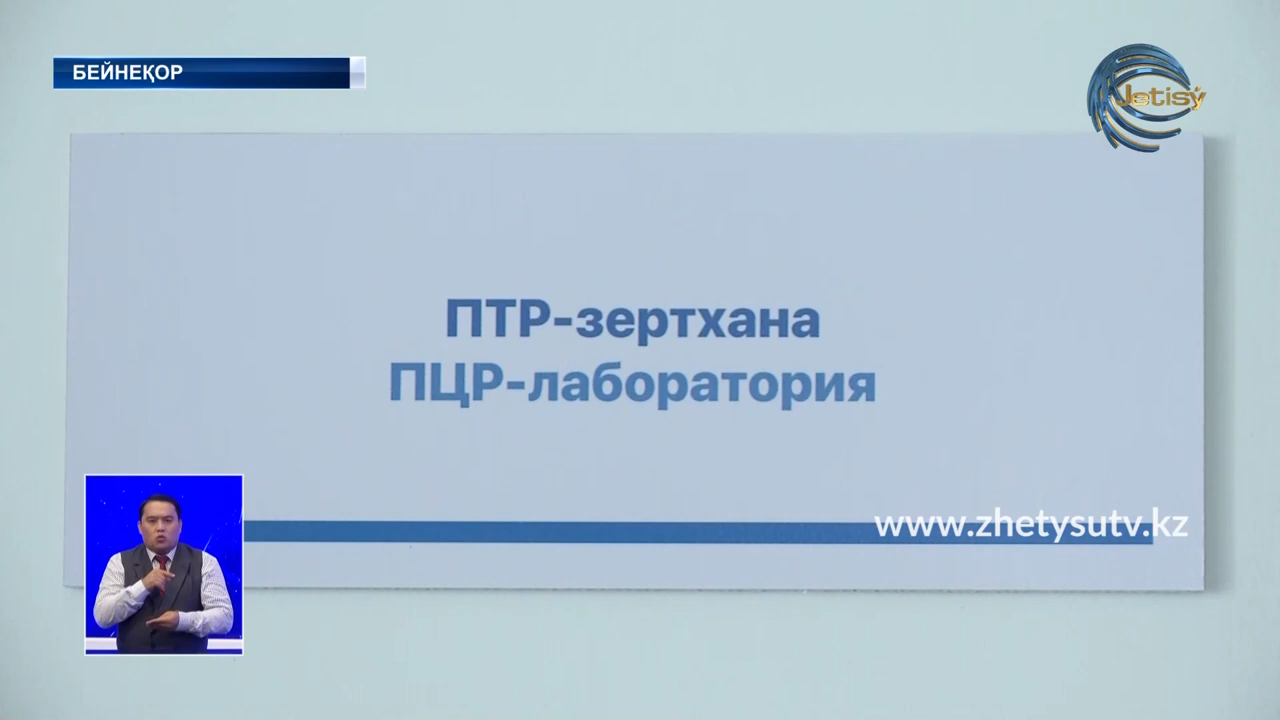 БЕЙНЕҚОР
Jetisý
ПТР-зертхана
ПЦР-лаборатория
www.zhetysutv.kz